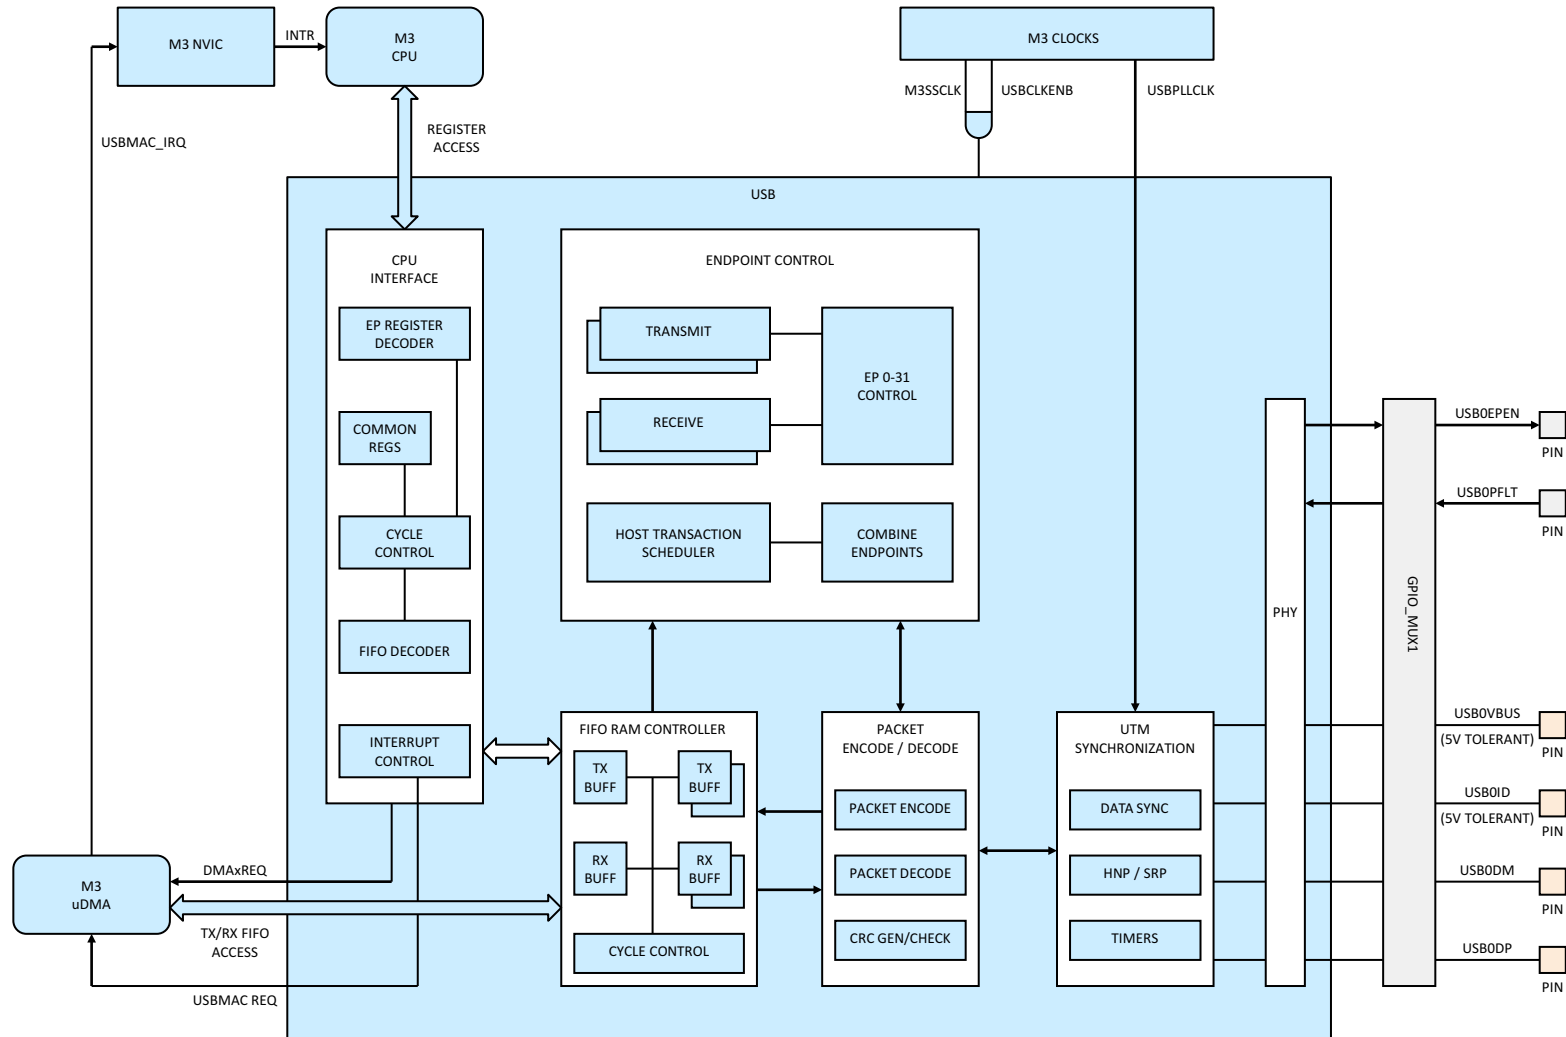 M3 NVIC
INTR
M3
CPU
M3 CLOCKS
M3SSCLK
USBCLKENB
USBPLLCLK
USBMAC_IRQ
REGISTER
ACCESS
USB
CPU
INTERFACE
EP REGISTER
DECODER
COMMON
REGS
CYCLE
CONTROL
FIFO DECODER
INTERRUPT
CONTROL
ENDPOINT CONTROL
TRANSMIT
RECEIVE
EP 0-31
CONTROL
HOST TRANSACTION
SCHEDULER
COMBINE
ENDPOINTS
FIFO RAM CONTROLLER
TX
BUFF
TX
BUFF
RX
BUFF
RX
BUFF
CYCLE CONTROL
PACKET
ENCODE / DECODE
PACKET ENCODE
PACKET DECODE
CRC GEN/CHECK
UTM
SYNCHRONIZATION
DATA SYNC
HNP / SRP
TIMERS
PHY
GPIO_MUX1
USB0EPEN
PIN
USB0PFLT
PIN
USB0VBUS
(5V TOLERANT)
PIN
USB0ID
(5V TOLERANT)
PIN
USB0DM
PIN
USB0DP
PIN
M3
uDMA
DMAxREQ
TX/RX FIFO
ACCESS
USBMAC REQ